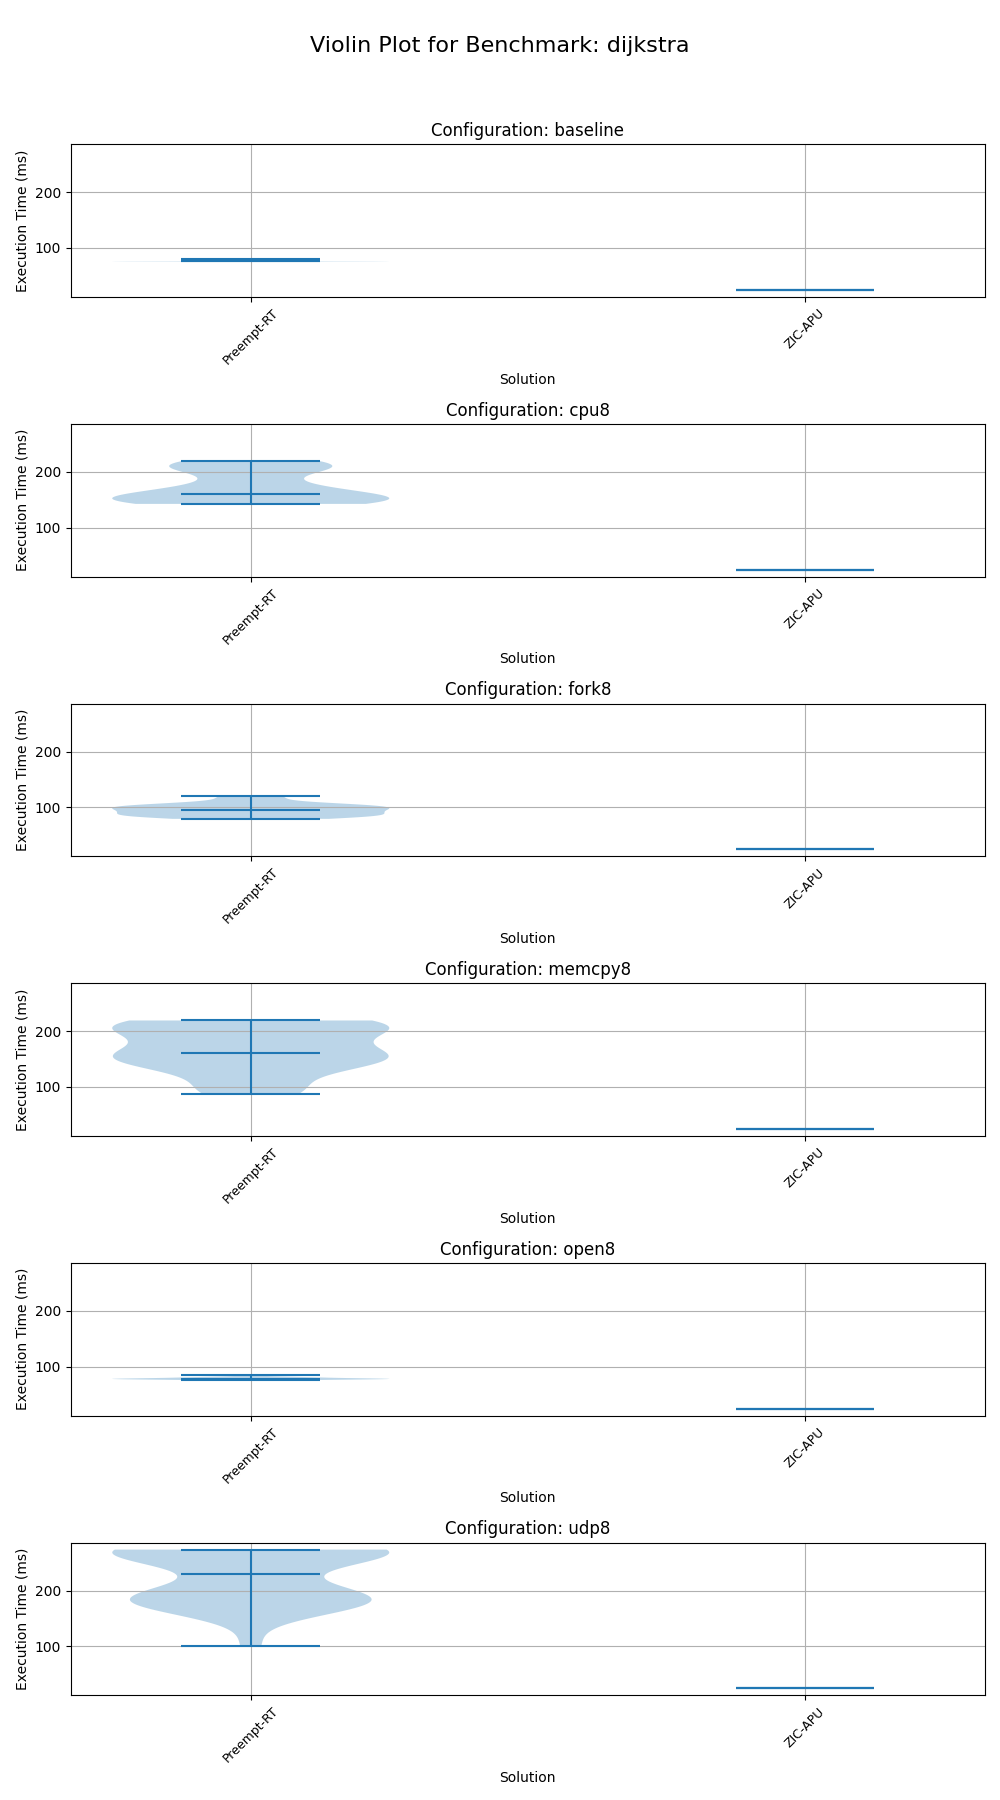 Violin Plot for Benchmark: dijkstra
Configuration: baseline
Execution Time (ms)
200
100
Preempt-RT
ZIC-APU
Solution
Configuration: cpu8
Execution Time (ms)
200
100
Preempt-RT
ZIC-APU
Solution
Configuration: fork8
Execution Time (ms)
200
100
Preempt-RT
ZIC-APU
Solution
Configuration: memcpy8
Execution Time (ms)
200
100
Preempt-RT
ZIC-APU
Solution
Configuration: open8
Execution Time (ms)
200
100
Preempt-RT
ZIC-APU
Solution
Configuration: udp8
Execution Time (ms)
200
100
Preempt-RT
ZIC-APU
Solution